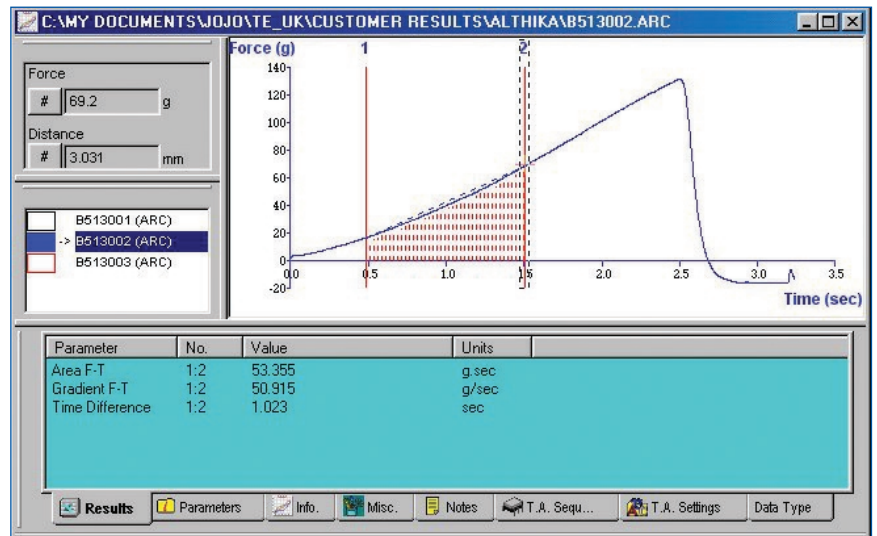 C:\MY DOCUMENTS\JOJO\TE_UK\CUSTOMER RESULTS\ALTHIKA\B513002.ARC
Force
# 69.2 g
Distance
# 3.031 mm
B513001 (ARC)
-> B513002 (ARC)
B513003 (ARC)
Force (g)
1
2
140
120
100
80
60
40
20
0
-20
0.0 0.5 1.0 1.5 2.0 2.5 3.0 3.5
Time (sec)
Parameter No. Value Units
Area F-T 1:2 53.355 g.sec
Gradient F-T 1:2 50.915 g/sec
Time Difference 1:2 1.023 sec
Results Parameters Info. Misc. Notes T.A. Sequ... T.A. Settings Data Type